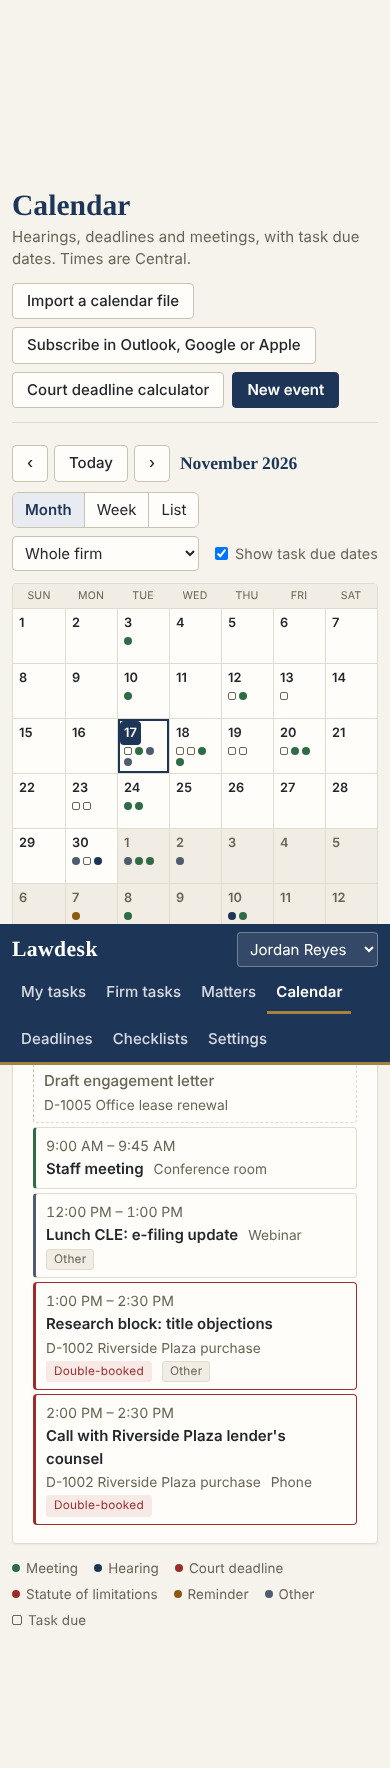 Calendar
Hearings, deadlines and meetings, with task due
dates. Times are Central.
Import a calendar file
Subscribe in Outlook, Google or Apple
Court deadline calculator New event
‹ Today › November 2026
Month Week List
Whole firm Show task due dates
SUN MON TUE WED THU FRI SAT
1 2 3 4 5 6 7
8 9 10 11 12 13 14
15 16 17 18 19 20 21
22 23 24 25 26 27 28
29 30 1 2 3 4 5
6 7 8 9 10 11 12
Lawdesk Jordan Reyes
My tasks Firm tasks Matters Calendar
Deadlines Checklists Settings
Draft engagement letter
D-1005 Office lease renewal
9:00 AM – 9:45 AM
Staff meeting Conference room
12:00 PM – 1:00 PM
Lunch CLE: e-filing update Webinar
Other
1:00 PM – 2:30 PM
Research block: title objections
D-1002 Riverside Plaza purchase
Double-booked Other
2:00 PM – 2:30 PM
Call with Riverside Plaza lender's
counsel
D-1002 Riverside Plaza purchase Phone
Double-booked
Meeting Hearing Court deadline
Statute of limitations Reminder Other
Task due